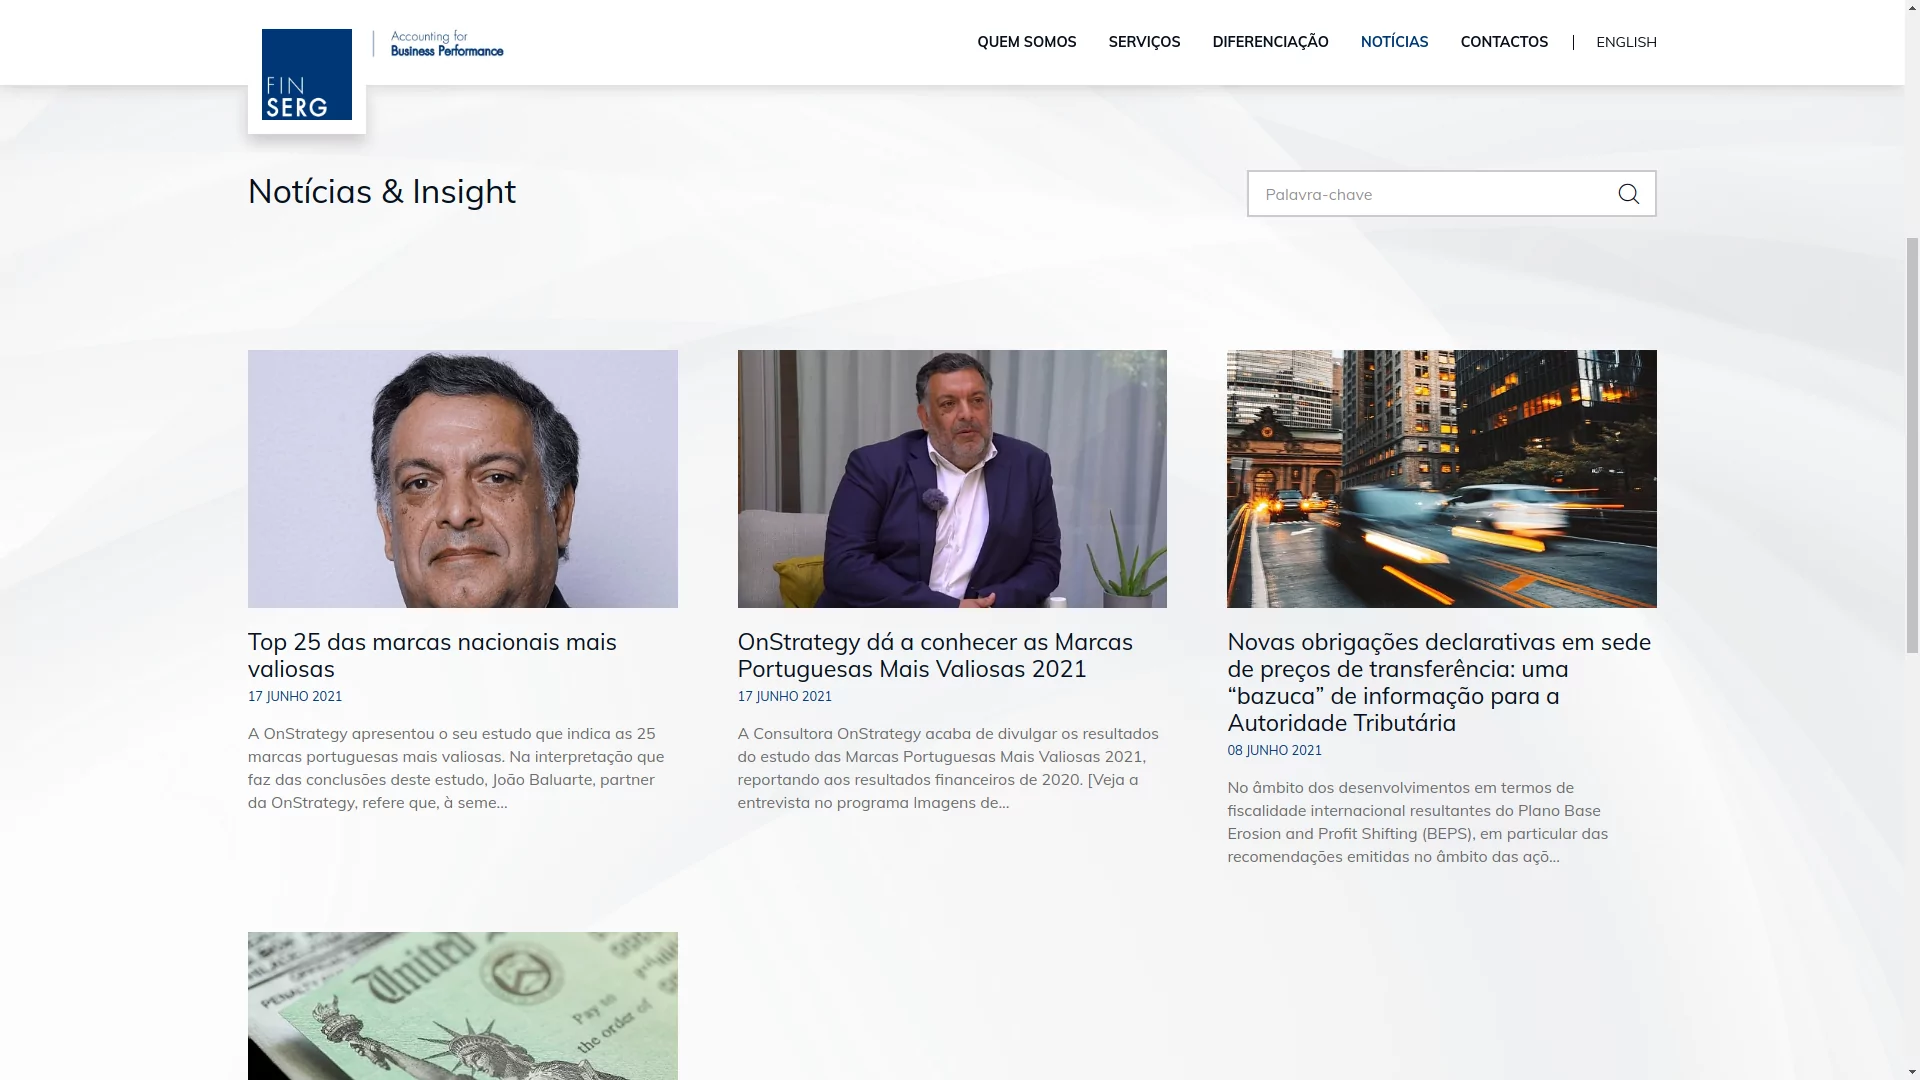 Accounting for
Business Performance
QUEM SOMOS
SERVIÇOS
DIFERENCIAÇÃO
NOTÍCIAS
CONTACTOS
ENGLISH
FIN
SERG
Notícias & Insight
Palavra-chave
Top 25 das marcas nacionais mais
valiosas
17 JUNHO 2021
A OnStrategy apresentou o seu estudo que indica as 25
marcas portuguesas mais valiosas. Na interpretação que
faz das conclusões deste estudo, João Baluarte, partner
da OnStrategy, refere que, à seme...
OnStrategy dá a conhecer as Marcas
Portuguesas Mais Valiosas 2021
17 JUNHO 2021
A Consultora OnStrategy acaba de divulgar os resultados
do estudo das Marcas Portuguesas Mais Valiosas 2021,
reportando aos resultados financeiros de 2020. [Veja a
entrevista no programa Imagens de...
Novas obrigações declarativas em sede
de preços de transferência: uma
“bazuca” de informação para a
Autoridade Tributária
08 JUNHO 2021
No âmbito dos desenvolvimentos em termos de
fiscalidade internacional resultantes do Plano Base
Erosion and Profit Shifting (BEPS), em particular das
recomendações emitidas no âmbito das açõ...
United
Pay to
the order of